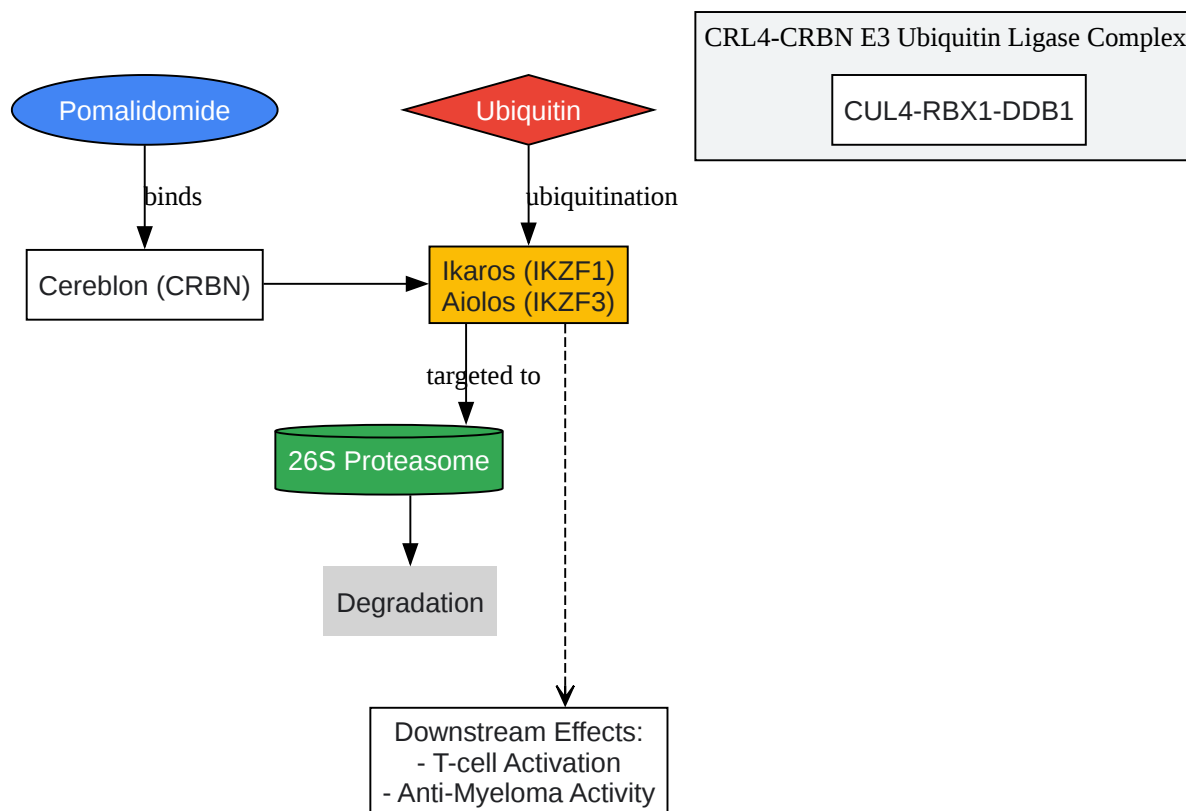 CRL4-CRBN E3 Ubiquitin Ligase Complex
Pomalidomide
Ubiquitin
CUL4-RBX1-DDB1
binds
ubiquitination
Cereblon (CRBN)
Ikaros (IKZF1)
Aiolos (IKZF3)
targeted to
26S Proteasome
Degradation
Downstream Effects:
- T-cell Activation
- Anti-Myeloma Activity